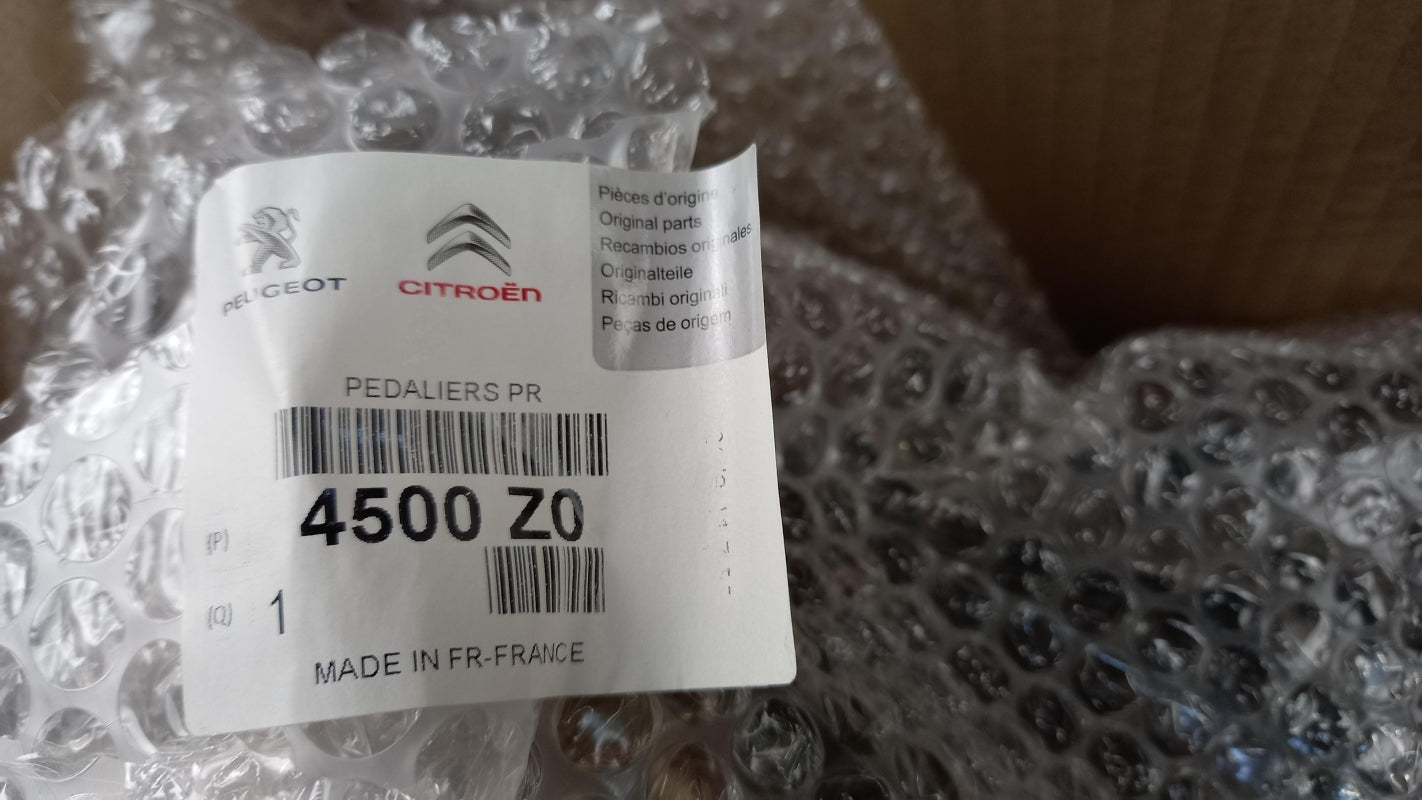 PEUGEOT
CITROËN
Pièces d'origine
Original parts
Recambios originales
Originalteile
Ricambi originali
Peças de origem
PEDALIERS PR
4500 Z0
(P)
(Q) 1
MADE IN FR-FRANCE